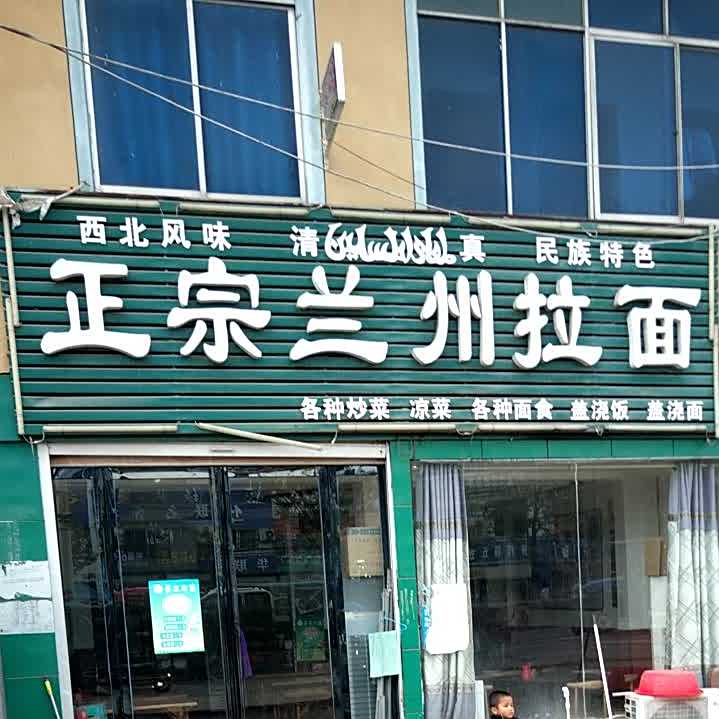 西北风味 清 真 民族特色
正宗兰州拉面
各种炒菜 凉菜 各种面食 盖浇饭 盖浇面